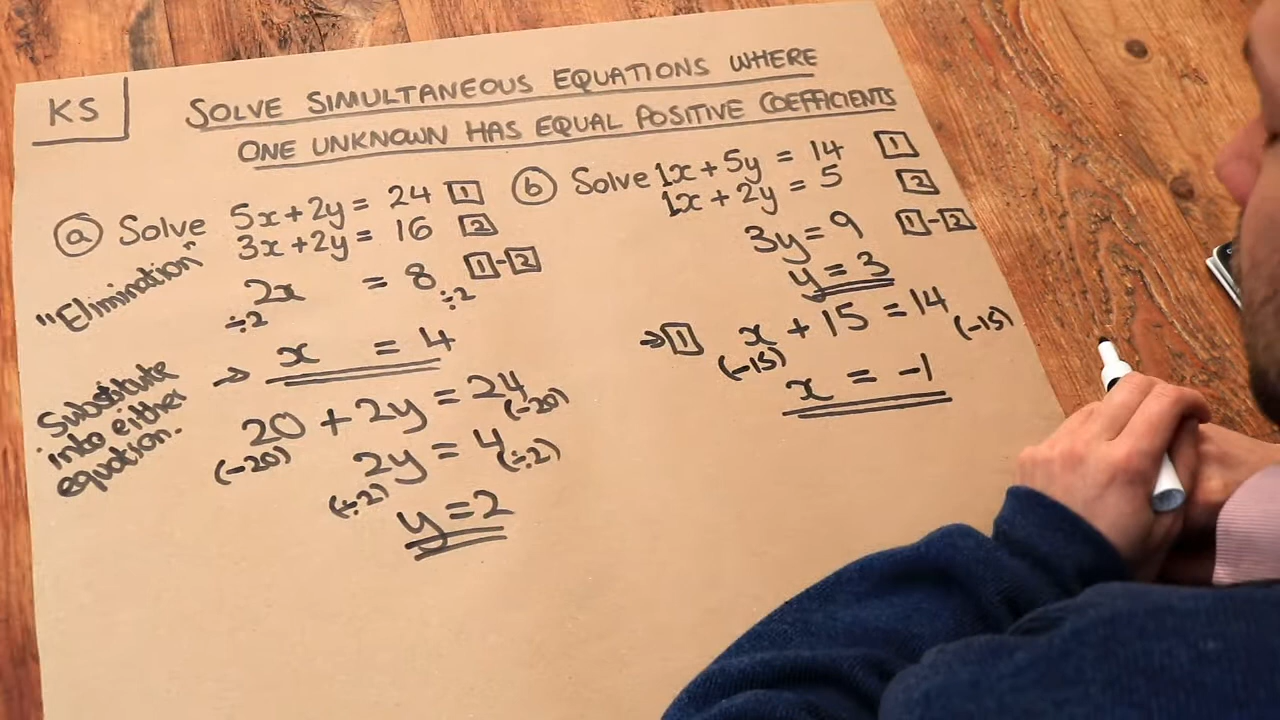 KS
SOLVE SIMULTANEOUS EQUATIONS WHERE
ONE UNKNOWN HAS EQUAL POSITIVE COEFFICIENTS
(a) Solve 5x+2y = 24 [1]
3x+2y = 16 [2]
"Elimination"
2x = 8 [1]-[2]
÷2 ÷2
x = 4
Substitute
into either
equation.
→
20 + 2y = 24
(-20) (-20)
2y = 4
(÷2) (÷2)
y = 2
(b) Solve 1x + 5y = 14 [1]
1x + 2y = 5 [2]
3y = 9 [1]-[2]
y = 3
→[1] x + 15 = 14
(-15) (-15)
x = -1